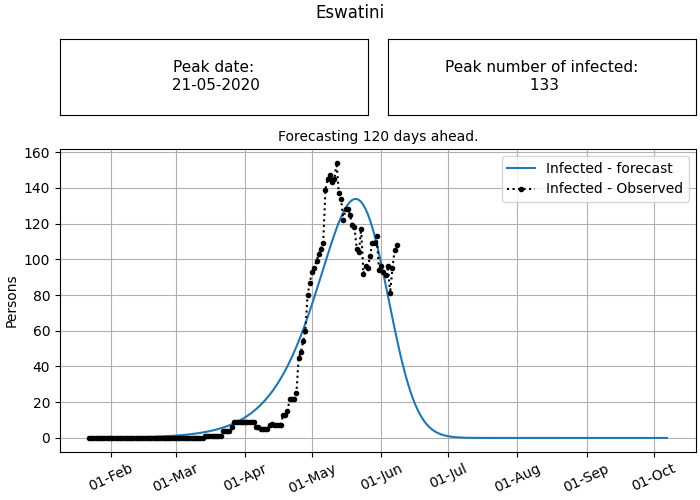 Eswatini
Peak date:
21-05-2020
Peak number of infected:
133
Forecasting 120 days ahead.
Infected - forecast
Infected - Observed
Persons
160
140
120
100
80
60
40
20
0
01-Feb
01-Mar
01-Apr
01-May
01-Jun
01-Jul
01-Aug
01-Sep
01-Oct